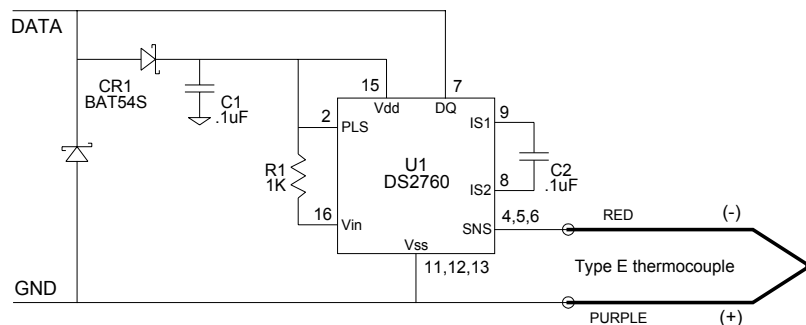 DATA
CR1
BAT54S
C1
.1uF
15
7
Vdd
DQ
2
PLS
9
IS1
R1
1K
U1
DS2760
C2
.1uF
8
IS2
16
Vin
4,5,6
SNS
Vss
11,12,13
RED
(-)
Type E thermocouple
GND
PURPLE
(+)